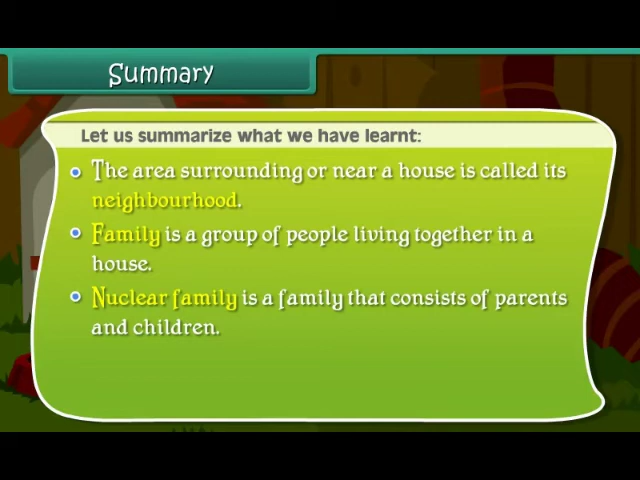 Summary
Let us summarize what we have learnt:
The area surrounding or near a house is called its
neighbourhood.
Family is a group of people living together in a
house.
Nuclear family is a family that consists of parents
and children.